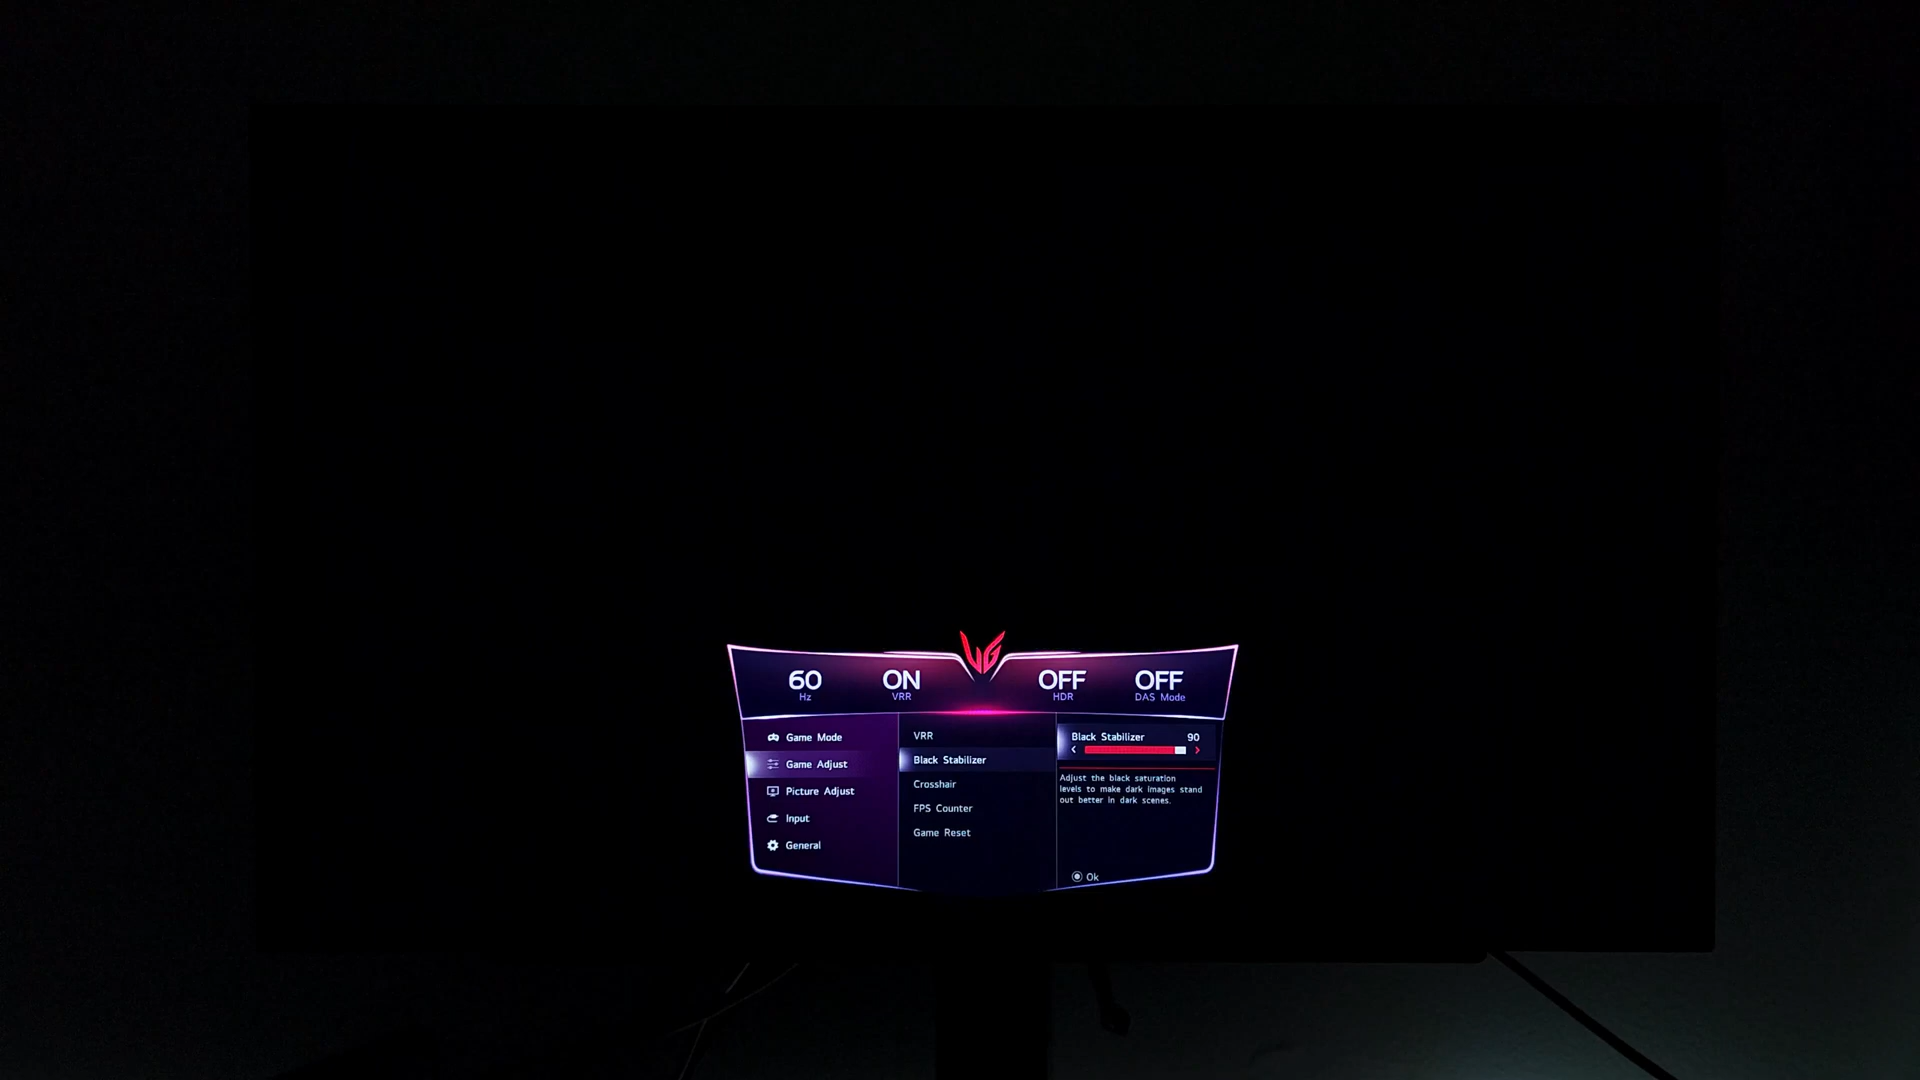 60
Hz
ON
VRR
OFF
HDR
OFF
DAS Mode
Game Mode
Game Adjust
Picture Adjust
Input
General
VRR
Black Stabilizer
Crosshair
FPS Counter
Game Reset
Black Stabilizer 90
Adjust the black saturation
levels to make dark images stand
out better in dark scenes.
Ok